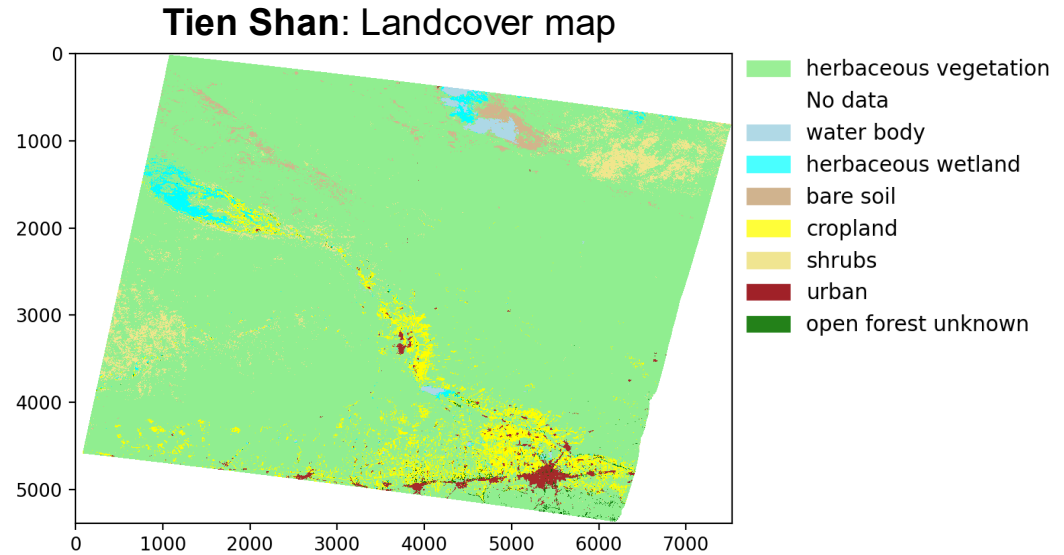 Tien Shan: Landcover map
0
1000
2000
3000
4000
5000
0 1000 2000 3000 4000 5000 6000 7000
herbaceous vegetation
No data
water body
herbaceous wetland
bare soil
cropland
shrubs
urban
open forest unknown